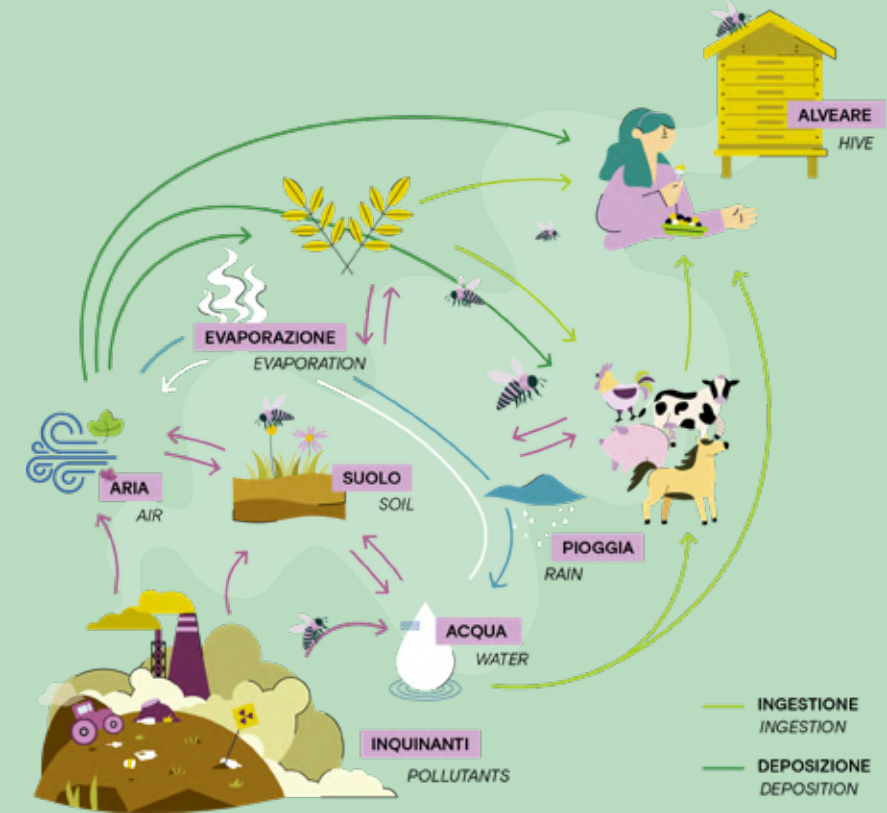 ALVEARE
HIVE
EVAPORAZIONE
EVAPORATION
SUOLO
SOIL
ARIA
AIR
PIOGGIA
RAIN
ACQUA
WATER
INQUINANTI
POLLUTANTS
INGESTIONE
INGESTION
DEPOSIZIONE
DEPOSITION